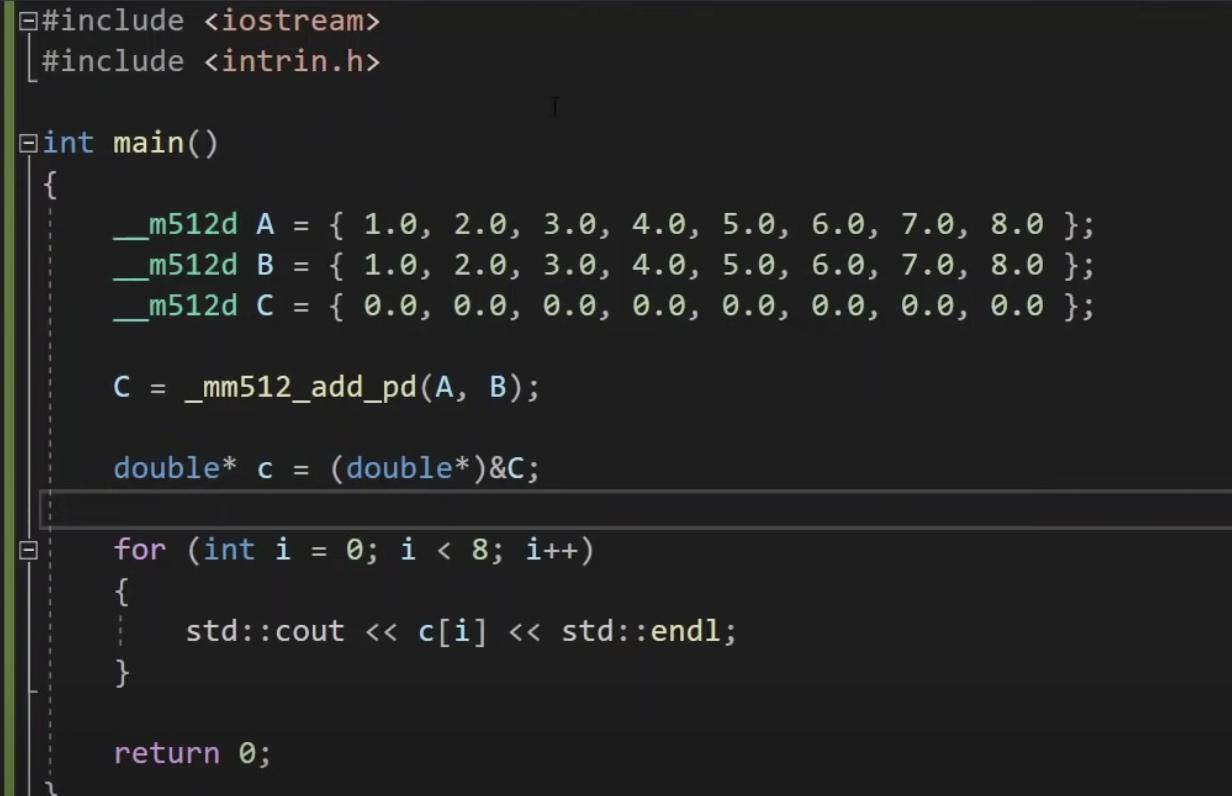 #include <iostream>
#include <intrin.h>
int main()
{
    __m512d A = { 1.0, 2.0, 3.0, 4.0, 5.0, 6.0, 7.0, 8.0 };
    __m512d B = { 1.0, 2.0, 3.0, 4.0, 5.0, 6.0, 7.0, 8.0 };
    __m512d C = { 0.0, 0.0, 0.0, 0.0, 0.0, 0.0, 0.0, 0.0 };
    C = _mm512_add_pd(A, B);
    double* c = (double*)&C;
    for (int i = 0; i < 8; i++)
    {
        std::cout << c[i] << std::endl;
    }
    return 0;
}